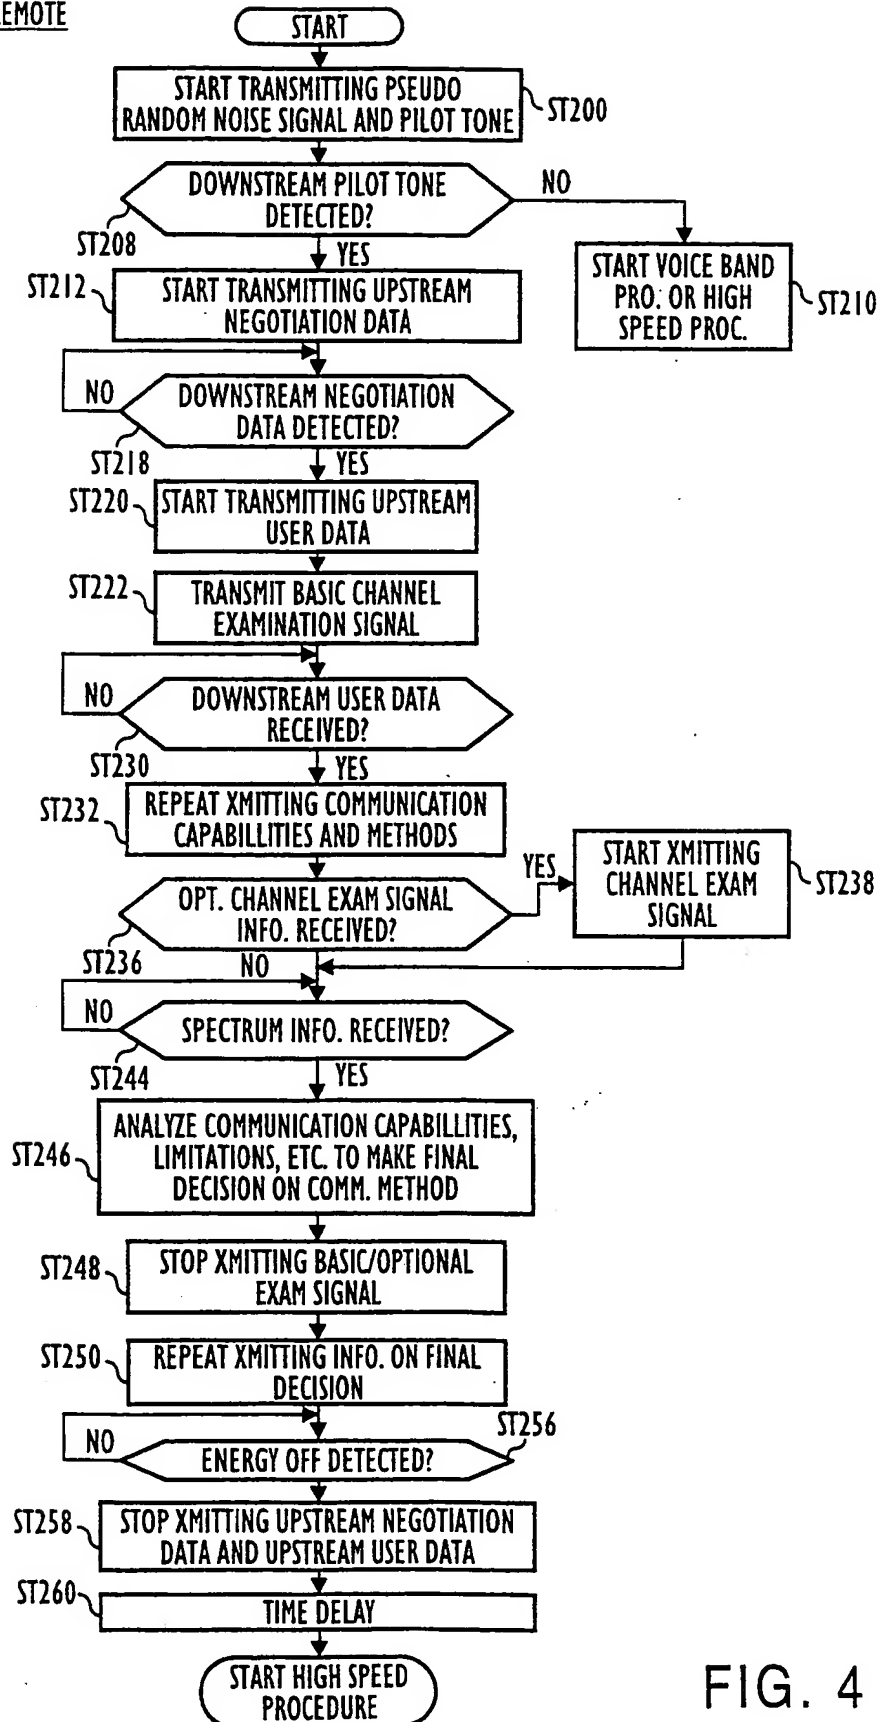 REMOTE
START
START TRANSMITTING PSEUDO
RANDOM NOISE SIGNAL AND PILOT TONE
ST200
DOWNSTREAM PILOT TONE
DETECTED?
NO
ST208
YES
START VOICE BAND
PRO. OR HIGH
SPEED PROC.
ST210
ST212
START TRANSMITTING UPSTREAM
NEGOTIATION DATA
NO
DOWNSTREAM NEGOTIATION
DATA DETECTED?
ST218
YES
ST220
START TRANSMITTING UPSTREAM
USER DATA
ST222
TRANSMIT BASIC CHANNEL
EXAMINATION SIGNAL
NO
DOWNSTREAM USER DATA
RECEIVED?
ST230
YES
ST232
REPEAT XMITTING COMMUNICATION
CAPABILLITIES AND METHODS
OPT. CHANNEL EXAM SIGNAL
INFO. RECEIVED?
YES
START XMITTING
CHANNEL EXAM
SIGNAL
ST238
ST236
NO
NO
SPECTRUM INFO. RECEIVED?
ST244
YES
ST246
ANALYZE COMMUNICATION CAPABILLITIES,
LIMITATIONS, ETC. TO MAKE FINAL
DECISION ON COMM. METHOD
ST248
STOP XMITTING BASIC/OPTIONAL
EXAM SIGNAL
ST250
REPEAT XMITTING INFO. ON FINAL
DECISION
NO
ENERGY OFF DETECTED?
ST256
ST258
STOP XMITTING UPSTREAM NEGOTIATION
DATA AND UPSTREAM USER DATA
ST260
TIME DELAY
START HIGH SPEED
PROCEDURE
FIG. 4